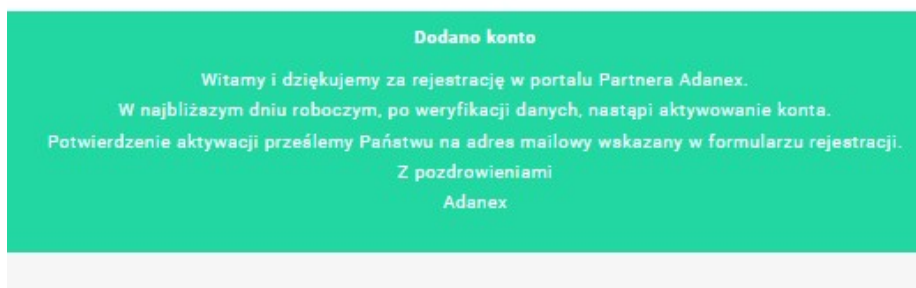 Dodano konto
Witamy i dziękujemy za rejestrację w portalu Partnera Adanex.
W najbliższym dniu roboczym, po weryfikacji danych, nastąpi aktywowanie konta.
Potwierdzenie aktywacji prześlemy Państwu na adres mailowy wskazany w formularzu rejestracji.
Z pozdrowieniami
Adanex